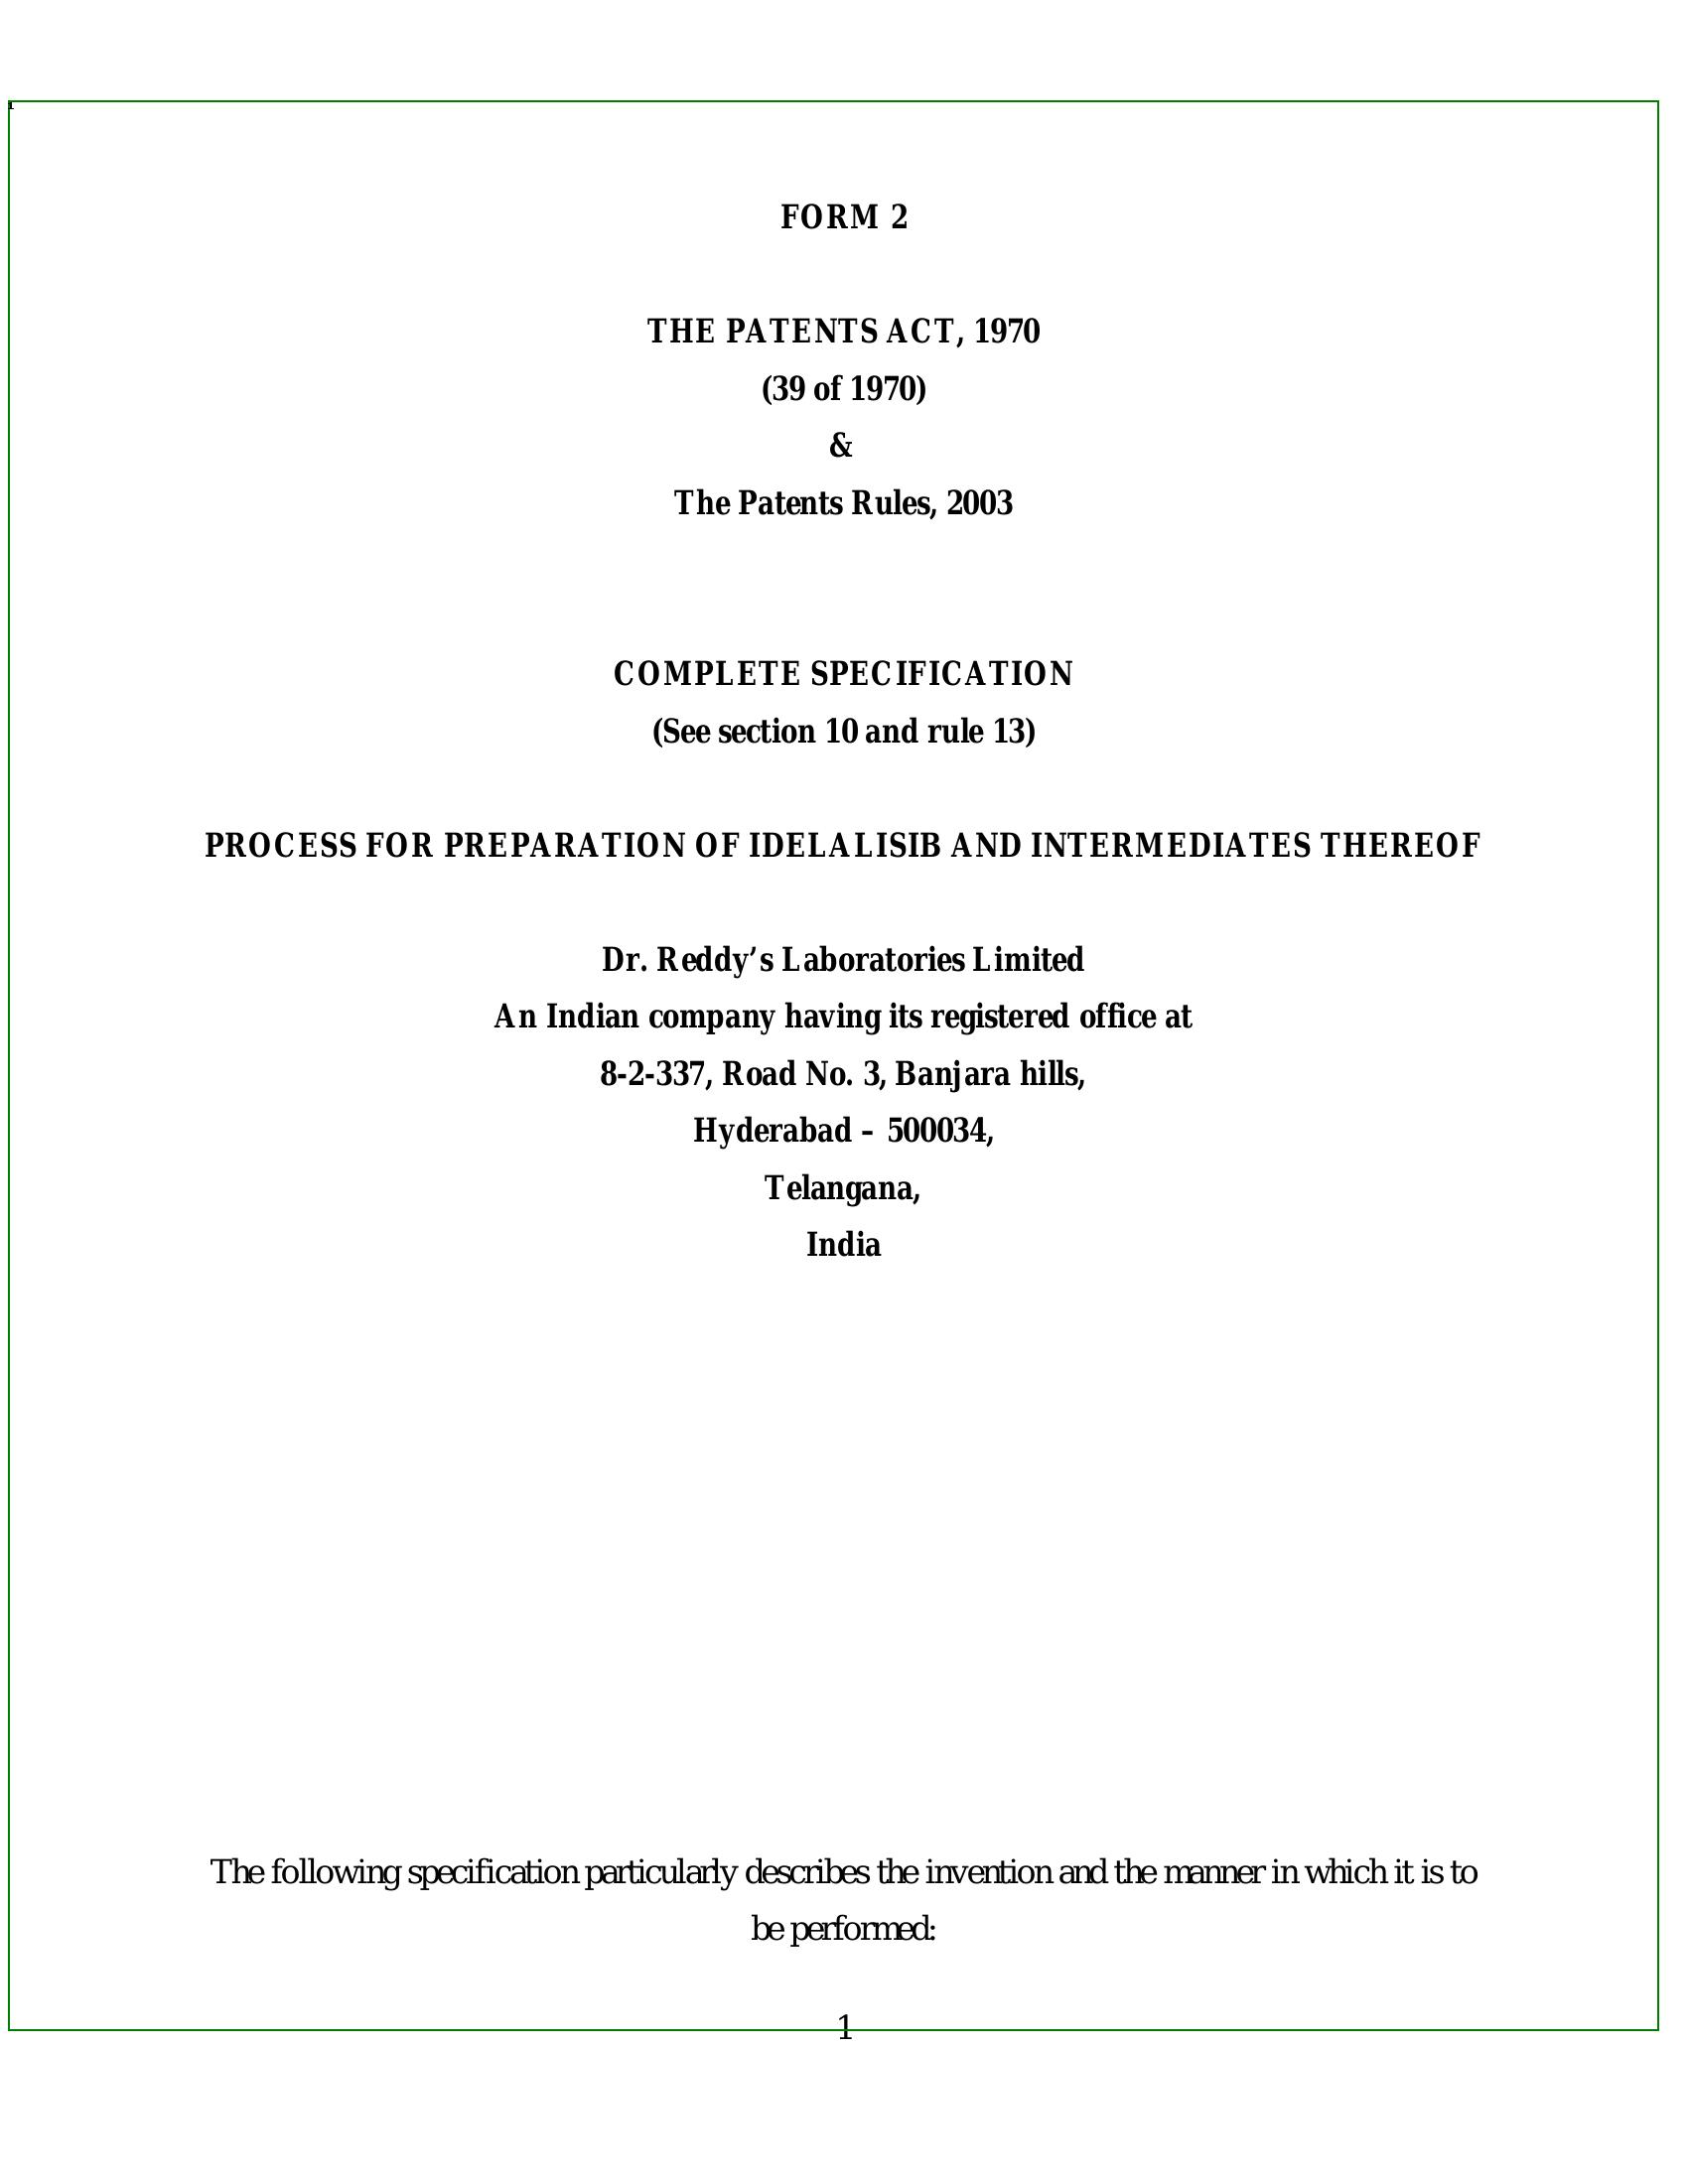 FORM 2
THE PATENTS ACT, 1970
(39 of 1970)
&
The Patents Rules, 2003
COMPLETE SPECIFICATION
(See section 10 and rule 13)
PROCESS FOR PREPARATION OF IDELALISIB AND INTERMEDIATES THEREOF
Dr. Reddy’s Laboratories Limited
An Indian company having its registered office at
8-2-337, Road No. 3, Banjara hills,
Hyderabad – 500034,
Telangana,
India
The following specification particularly describes the invention and the manner in which it is to
be performed:
1